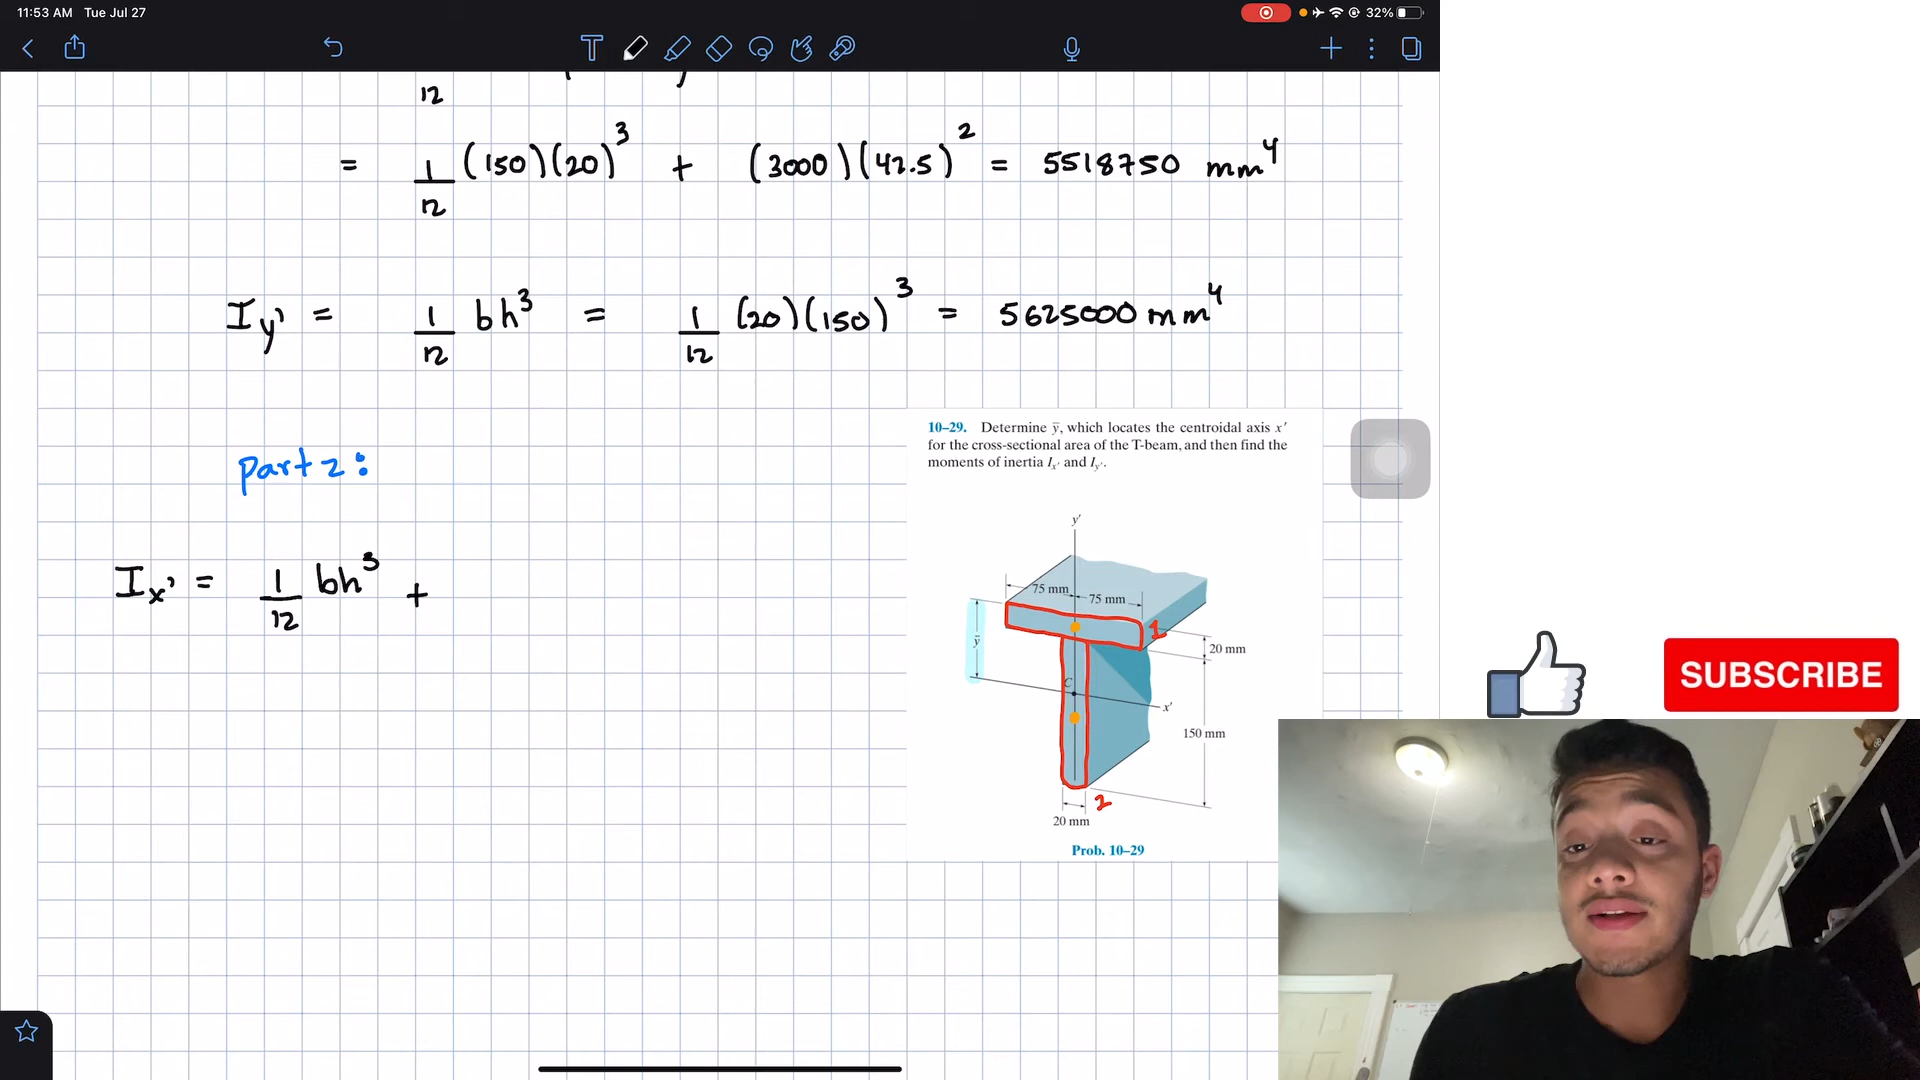 11:53 AM Tue Jul 27
32%
12
= 1/12 (150)(20)^3 + (3000)(42.5)^2 = 5518750 mm^4
Iy' = 1/12 bh^3 = 1/12 (20)(150)^3 = 5625000 mm^4
part 2:
Ix' = 1/12 bh^3 +
10–29. Determine ȳ, which locates the centroidal axis x'
for the cross-sectional area of the T-beam, and then find the
moments of inertia Ix' and Iy'.
y'
75 mm
75 mm
1
ȳ
20 mm
C
x'
150 mm
2
20 mm
Prob. 10–29
SUBSCRIBE